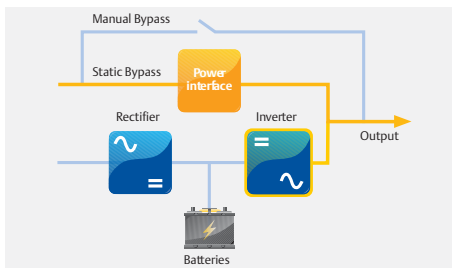 Manual Bypass
Static Bypass
Power
interface
Rectifier
Inverter
Output
Batteries